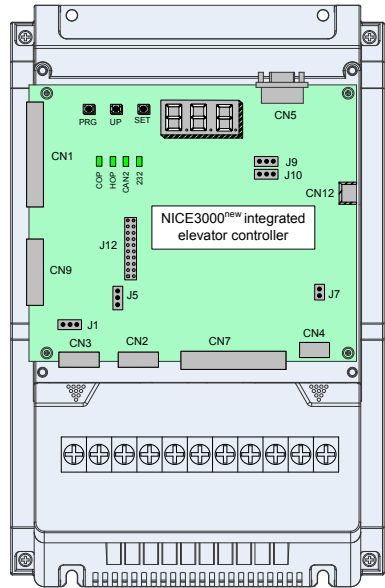 PRG UP SET
CN5
CN1
COP
HOP
CAN2
232
J9
J10
CN12
NICE3000new integrated
elevator controller
J12
CN9
J5
J7
J1
CN3
CN2
CN7
CN4